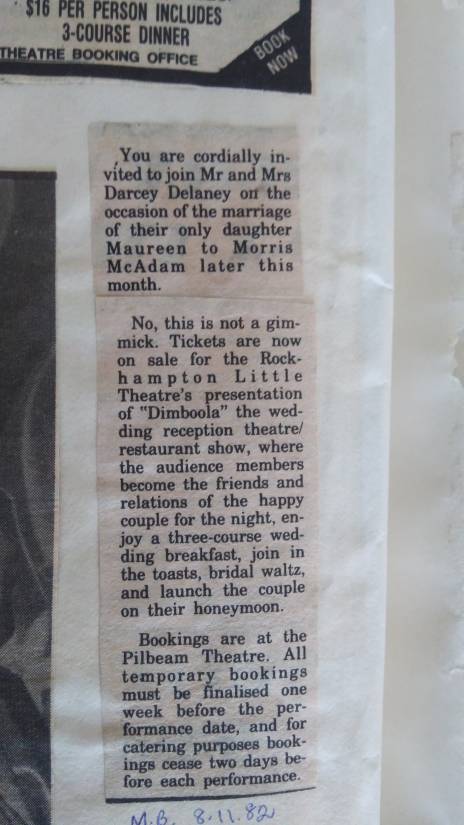 $16 PER PERSON INCLUDES
3-COURSE DINNER
THEATRE BOOKING OFFICE
BOOK
NOW
You are cordially in-
vited to join Mr and Mrs
Darcey Delaney on the
occasion of the marriage
of their only daughter
Maureen to Morris
McAdam later this
month.
No, this is not a gim-
mick. Tickets are now
on sale for the Rock-
hampton Little
Theatre's presentation
of "Dimboola" the wed-
ding reception theatre/
restaurant show, where
the audience members
become the friends and
relations of the happy
couple for the night, en-
joy a three-course wed-
ding breakfast, join in
the toasts, bridal waltz,
and launch the couple
on their honeymoon.
Bookings are at the
Pilbeam Theatre. All
temporary bookings
must be finalised one
week before the per-
formance date, and for
catering purposes book-
ings cease two days be-
fore each performance.
M.B. 8.11.82